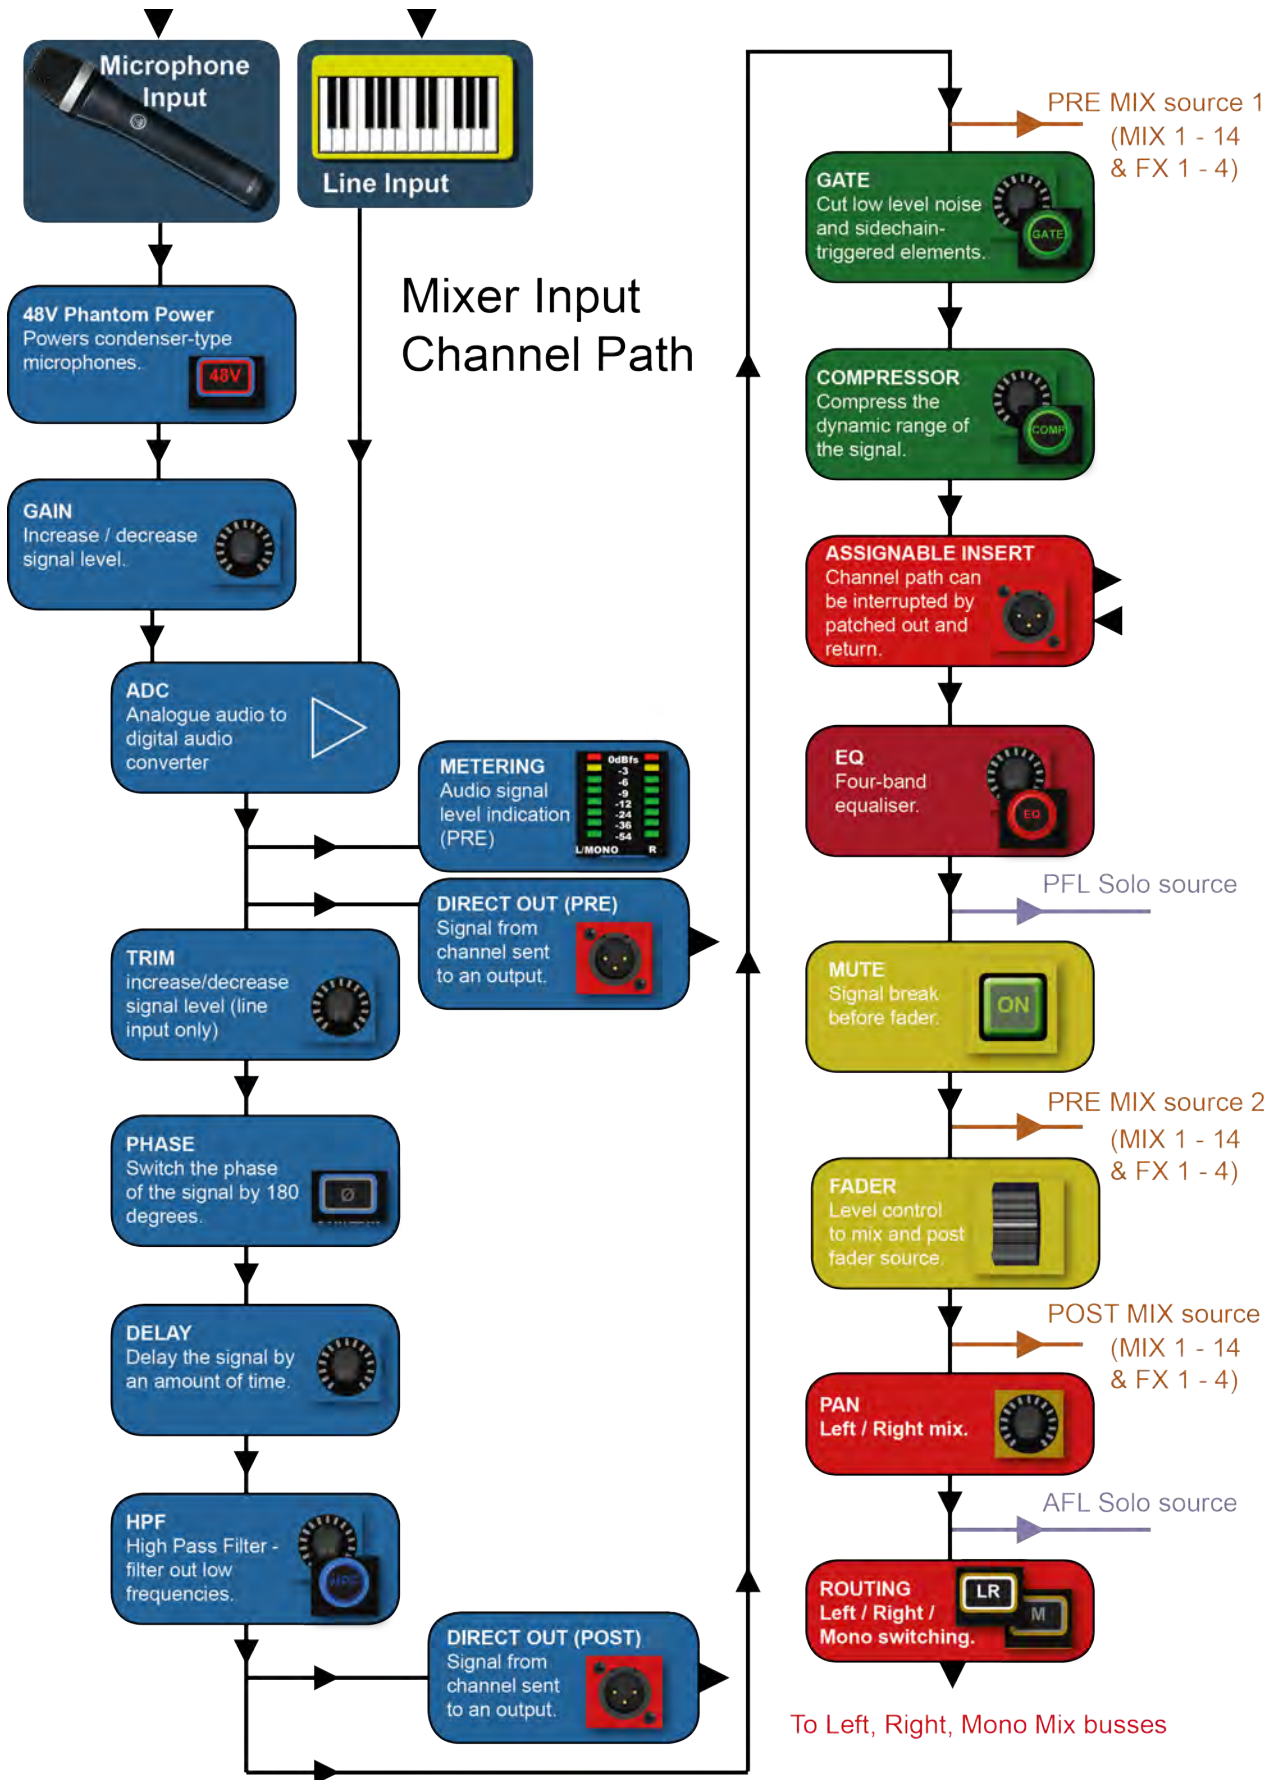 Microphone
Input
Line Input
Mixer Input
Channel Path
48V Phantom Power
Powers condenser-type
microphones.
48V
GAIN
Increase / decrease
signal level.
ADC
Analogue audio to
digital audio
converter
METERING
Audio signal
level indication
(PRE)
0dBfs
-3
-6
-9
-12
-24
-36
-54
L/MONO R
DIRECT OUT (PRE)
Signal from
channel sent
to an output.
TRIM
increase/decrease
signal level (line
input only)
PHASE
Switch the phase
of the signal by 180
degrees.
Ø
DELAY
Delay the signal by
an amount of time.
HPF
High Pass Filter -
filter out low
frequencies.
HPF
DIRECT OUT (POST)
Signal from
channel sent
to an output.
PRE MIX source 1
(MIX 1 - 14
& FX 1 - 4)
GATE
Cut low level noise
and sidechain-
triggered elements.
GATE
COMPRESSOR
Compress the
dynamic range of
the signal.
COMP
ASSIGNABLE INSERT
Channel path can
be interrupted by
patched out and
return.
EQ
Four-band
equaliser.
EQ
PFL Solo source
MUTE
Signal break
before fader.
ON
PRE MIX source 2
(MIX 1 - 14
& FX 1 - 4)
FADER
Level control
to mix and post
fader source.
POST MIX source
(MIX 1 - 14
& FX 1 - 4)
PAN
Left / Right mix.
AFL Solo source
ROUTING
Left / Right /
Mono switching.
LR
M
To Left, Right, Mono Mix busses